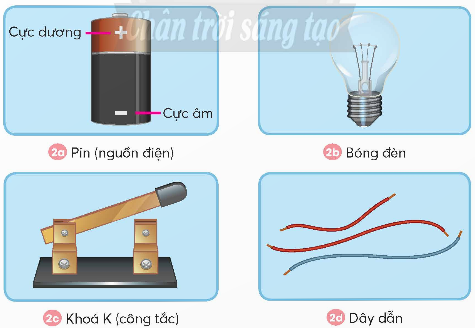 Chân trời sáng tạo
Cực dương
+
−
Cực âm
2a Pin (nguồn điện)
2b Bóng đèn
2c Khoá K (công tắc)
2d Dây dẫn